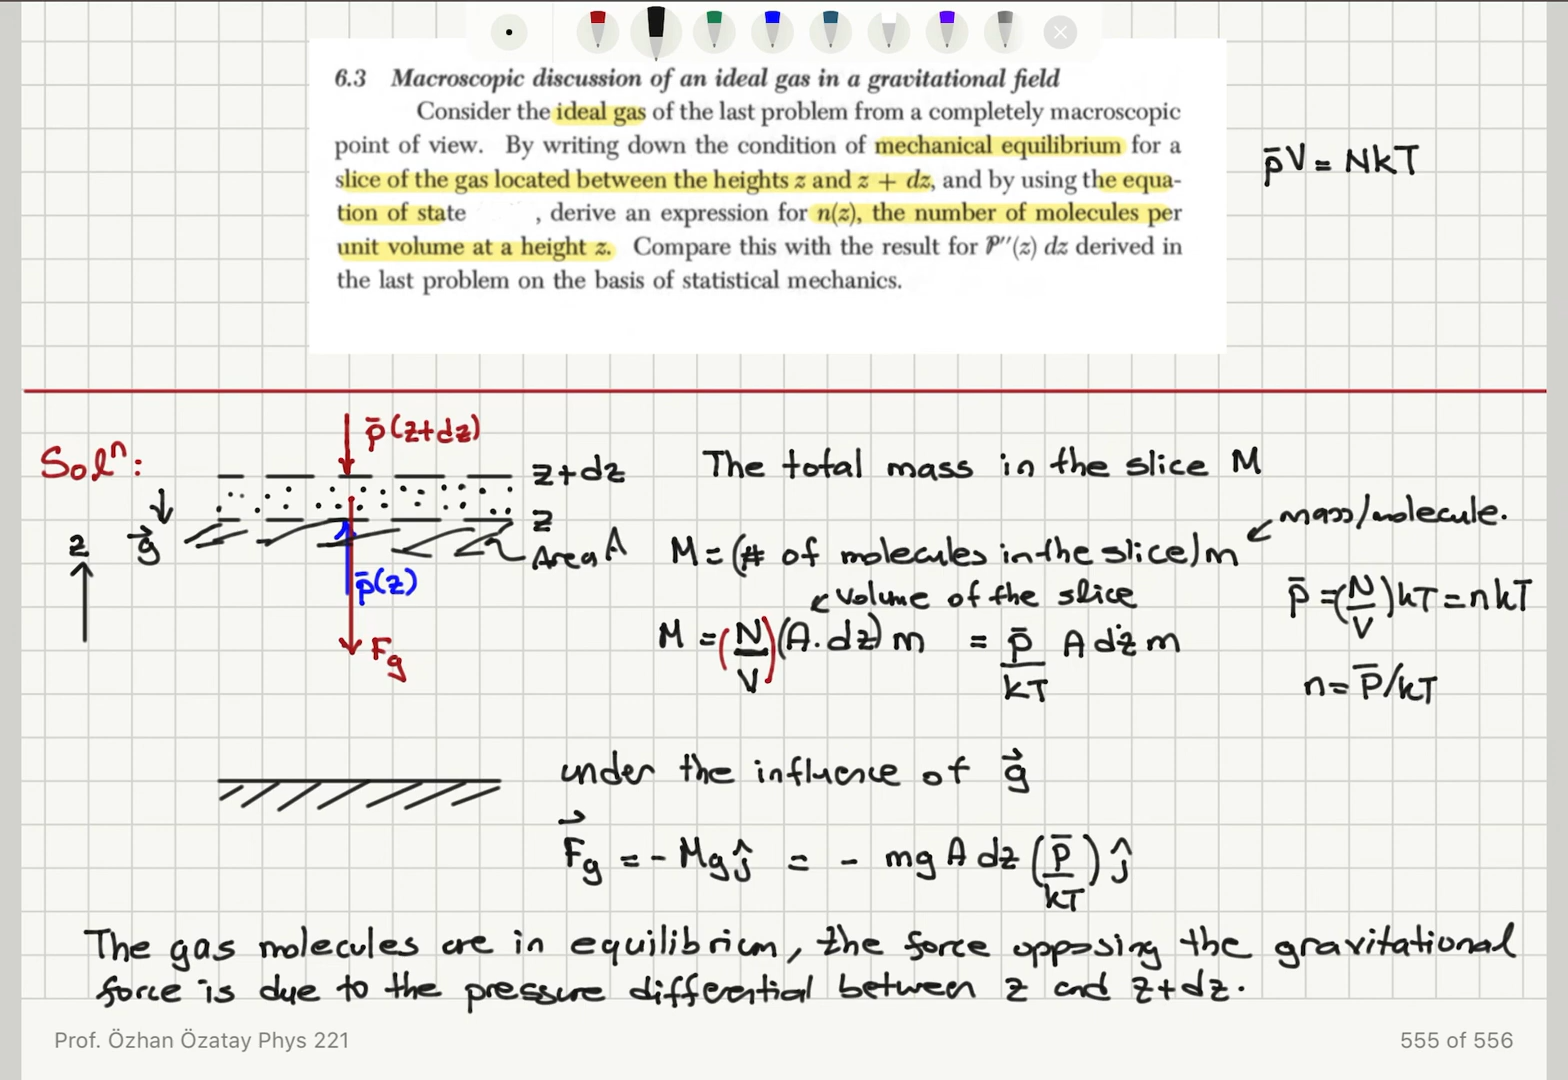 6.3 Macroscopic discussion of an ideal gas in a gravitational field
Consider the ideal gas of the last problem from a completely macroscopic
point of view. By writing down the condition of mechanical equilibrium for a
slice of the gas located between the heights z and z + dz, and by using the equa-
tion of state , derive an expression for n(z), the number of molecules per
unit volume at a height z. Compare this with the result for P''(z) dz derived in
the last problem on the basis of statistical mechanics.
p̄V = NkT
Solⁿ:
p̄(z+dz)
z+dz
z
Area A
g⃗
z
p̄(z)
F_g
The total mass in the slice M
mass/molecule.
M = (# of molecules in the slice) m
volume of the slice
M = (N/V)(A.dz) m = p̄/kT A dz m
p̄ = (N/V)kT = nkT
n = p̄/kT
under the influence of g⃗
F⃗_g = - Mg ĵ = - mg A dz (p̄/kT) ĵ
The gas molecules are in equilibrium, the force opposing the gravitational
force is due to the pressure differential between z and z+dz.
Prof. Özhan Özatay Phys 221
555 of 556